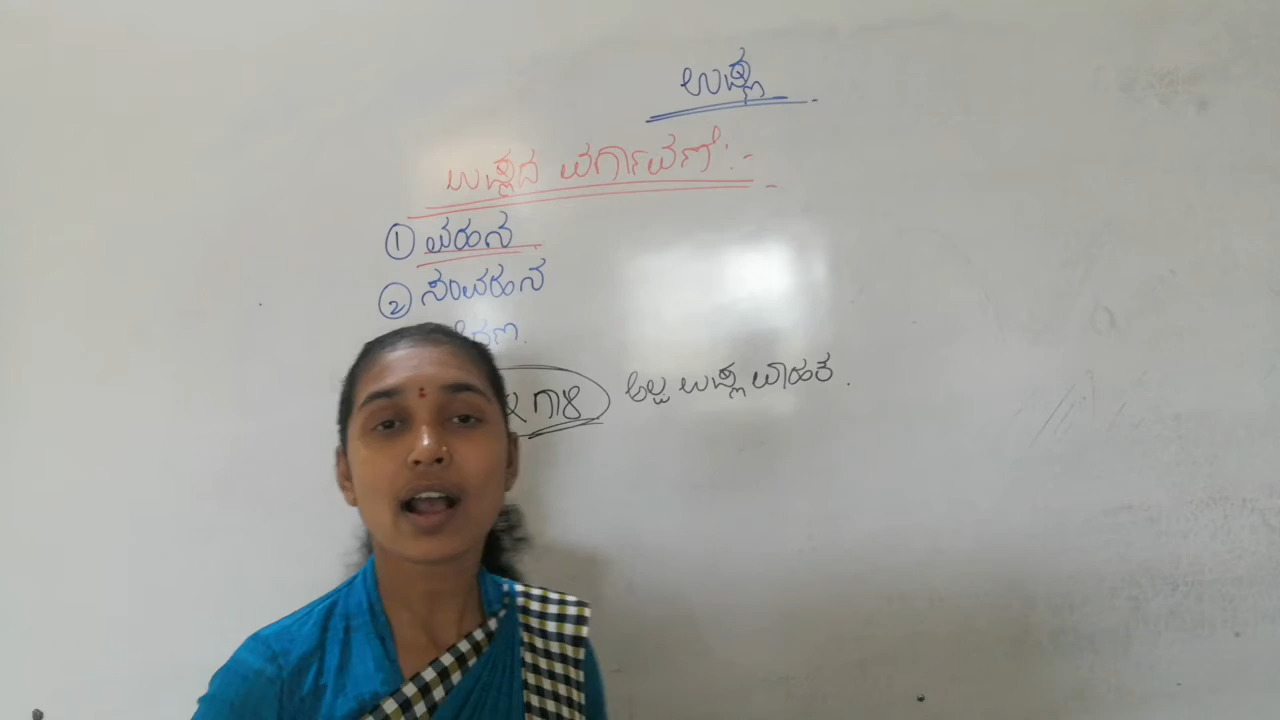 ಉಷ್ಣ
ಉಷ್ಣದ ವರ್ಗಾವಣೆ :-
① ವಹನ
② ಸಂವಹನ
ಗಾಳಿ ಅಲ್ಪ ಉಷ್ಣ ವಾಹಕ.